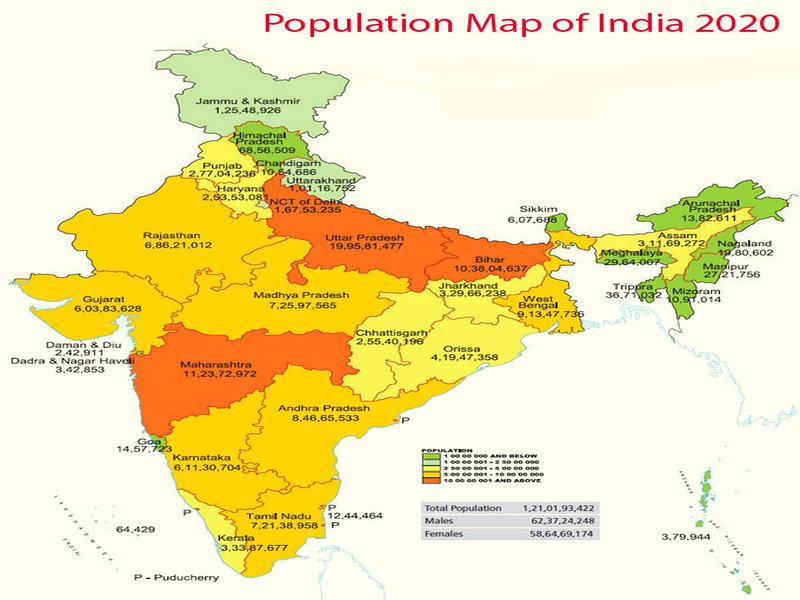 Population Map of India 2020
Jammu & Kashmir
1,25,48,926
Himachal
Pradesh
68,56,509
Punjab
2,77,04,236
Chandigarh
10,54,686
Uttarakhand
1,01,16,752
Haryana
2,53,53,081
NCT of Delhi
1,67,53,235
Rajasthan
6,86,21,012
Uttar Pradesh
19,95,81,477
Bihar
10,38,04,637
Sikkim
6,07,688
Arunachal
Pradesh
13,82,611
Assam
3,11,69,272
Nagaland
19,80,602
Meghalaya
29,64,007
Manipur
27,21,756
Tripura
36,71,032
Mizoram
10,91,014
Gujarat
6,03,83,628
Madhya Pradesh
7,25,97,565
Jharkhand
3,29,66,238
West
Bengal
9,13,47,736
Chhattisgarh
2,55,40,196
Orissa
4,19,47,358
Daman & Diu
2,42,911
Dadra & Nagar Haveli
3,42,853
Maharashtra
11,23,72,972
Andhra Pradesh
8,46,65,533
P
Goa
14,57,723
Karnataka
6,11,30,704
POPULATION
1 00 00 000 AND BELOW
1 00 00 001 - 2 50 00 000
2 50 00 001 - 5 00 00 000
5 00 00 001 - 10 00 00 000
10 00 00 001 AND ABOVE
Total Population 1,21,01,93,422
Males 62,37,24,248
Females 58,64,69,174
P
P
12,44,464
P
Tamil Nadu
7,21,38,958
64,429
Kerala
3,33,87,677
3,79,944
LAKSHADWEEP
(INDIA)
ANDAMAN AND NICOBAR ISLANDS
P - Puducherry